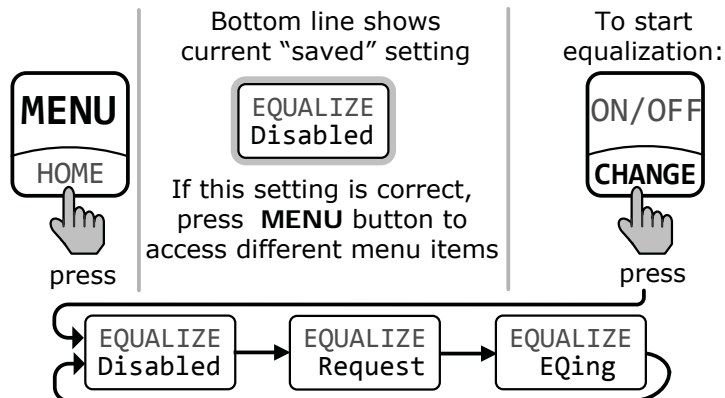 MENU
HOME
press
Bottom line shows
current “saved” setting
EQUALIZE
Disabled
If this setting is correct,
press MENU button to
access different menu items
To start
equalization:
ON/OFF
CHANGE
press
EQUALIZE
Disabled
EQUALIZE
Request
EQUALIZE
EQing